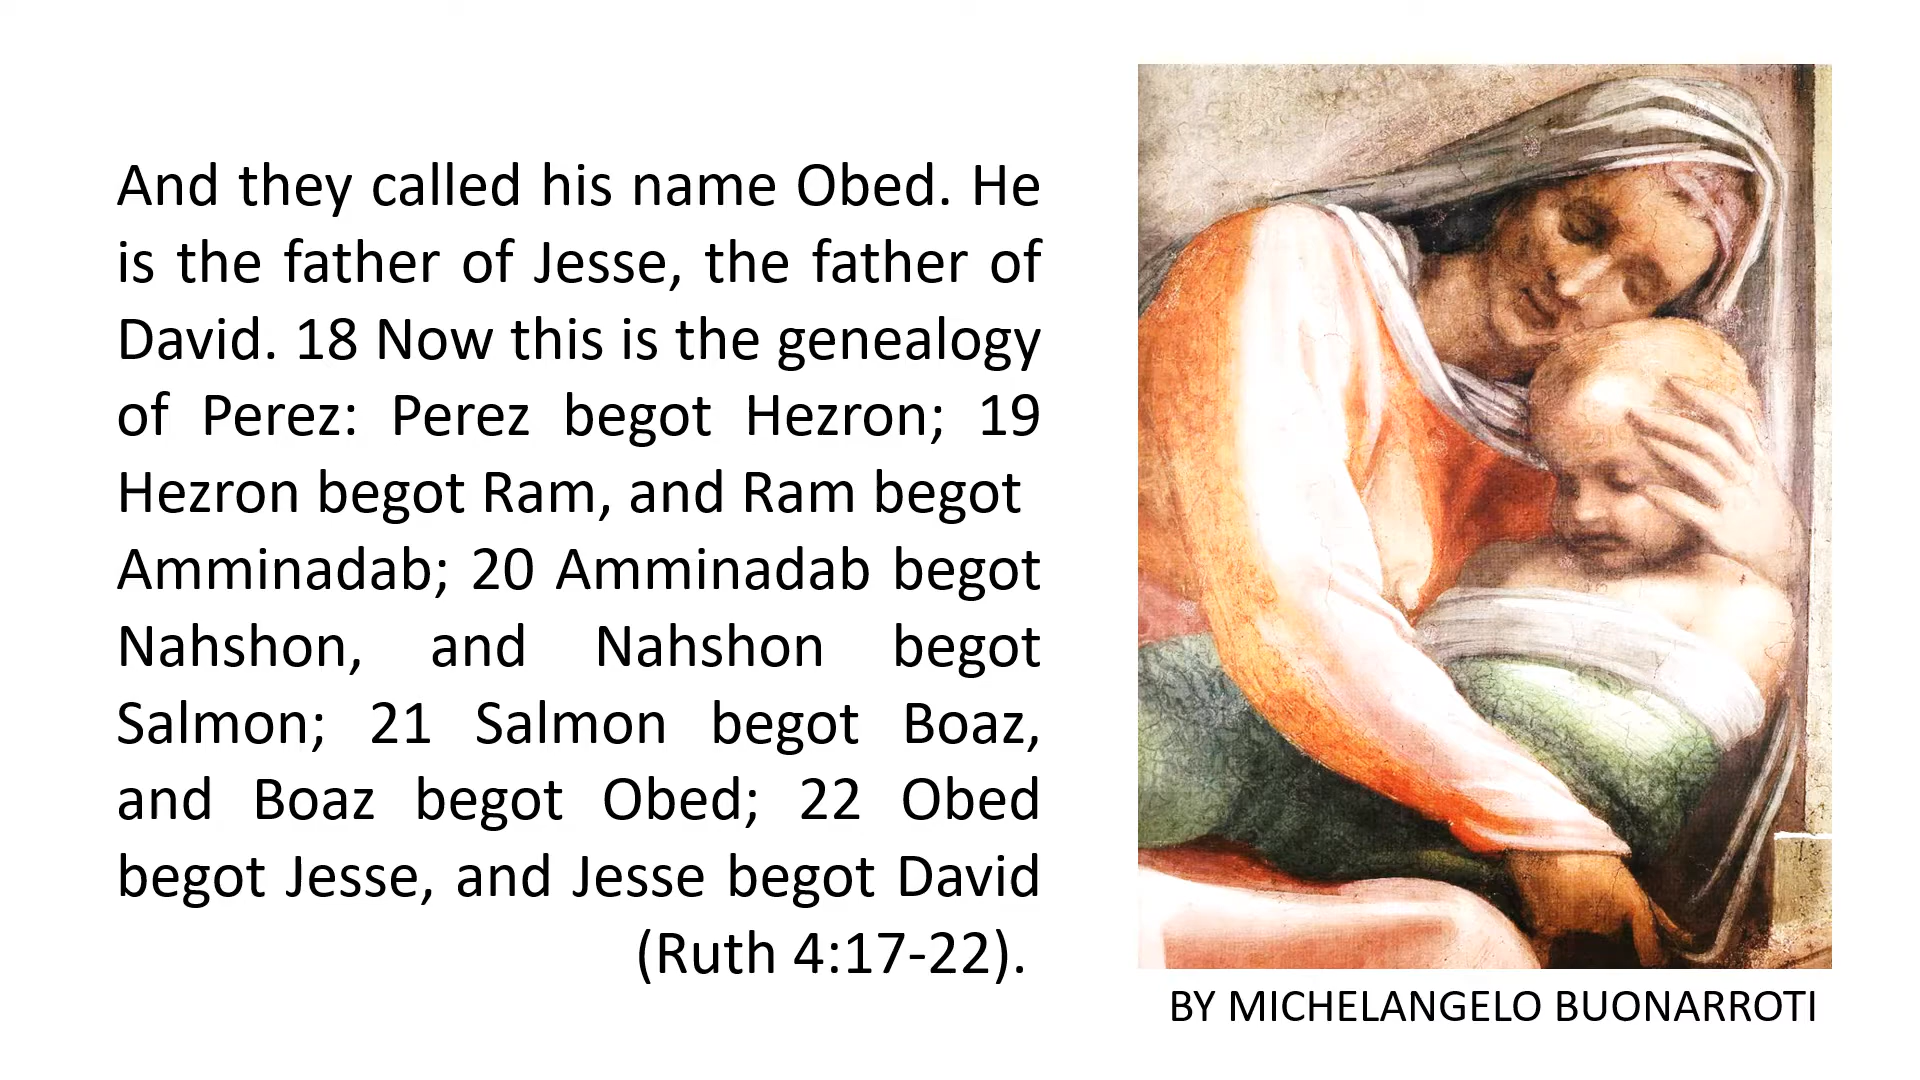 And they called his name Obed. He
is the father of Jesse, the father of
David. 18 Now this is the genealogy
of Perez: Perez begot Hezron; 19
Hezron begot Ram, and Ram begot
Amminadab; 20 Amminadab begot
Nahshon, and Nahshon begot
Salmon; 21 Salmon begot Boaz,
and Boaz begot Obed; 22 Obed
begot Jesse, and Jesse begot David
(Ruth 4:17-22).
BY MICHELANGELO BUONARROTI